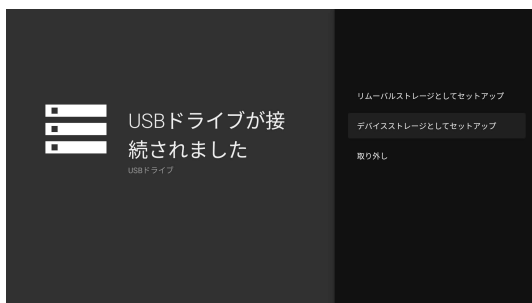 USBドライブが接
続されました
USBドライブ
リムーバルストレージとしてセットアップ
デバイスストレージとしてセットアップ
取り外し